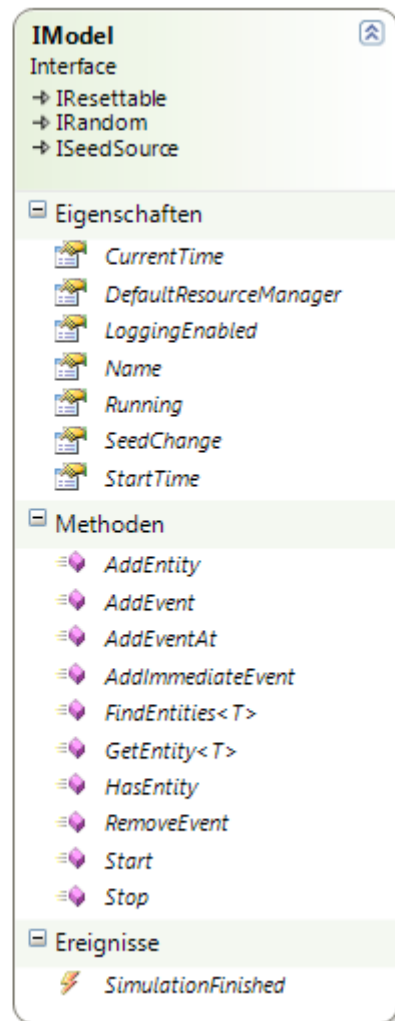 IModel
Interface
IResettable
IRandom
ISeedSource
Eigenschaften
CurrentTime
DefaultResourceManager
LoggingEnabled
Name
Running
SeedChange
StartTime
Methoden
AddEntity
AddEvent
AddEventAt
AddImmediateEvent
FindEntities<T>
GetEntity<T>
HasEntity
RemoveEvent
Start
Stop
Ereignisse
SimulationFinished